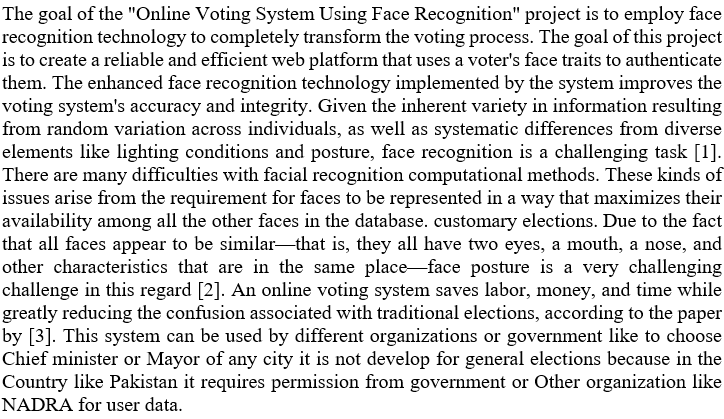 The goal of the "Online Voting System Using Face Recognition" project is to employ face
recognition technology to completely transform the voting process. The goal of this project
is to create a reliable and efficient web platform that uses a voter's face traits to authenticate
them. The enhanced face recognition technology implemented by the system improves the
voting system's accuracy and integrity. Given the inherent variety in information resulting
from random variation across individuals, as well as systematic differences from diverse
elements like lighting conditions and posture, face recognition is a challenging task [1].
There are many difficulties with facial recognition computational methods. These kinds of
issues arise from the requirement for faces to be represented in a way that maximizes their
availability among all the other faces in the database. customary elections. Due to the fact
that all faces appear to be similar—that is, they all have two eyes, a mouth, a nose, and
other characteristics that are in the same place—face posture is a very challenging
challenge in this regard [2]. An online voting system saves labor, money, and time while
greatly reducing the confusion associated with traditional elections, according to the paper
by [3]. This system can be used by different organizations or government like to choose
Chief minister or Mayor of any city it is not develop for general elections because in the
Country like Pakistan it requires permission from government or Other organization like
NADRA for user data.